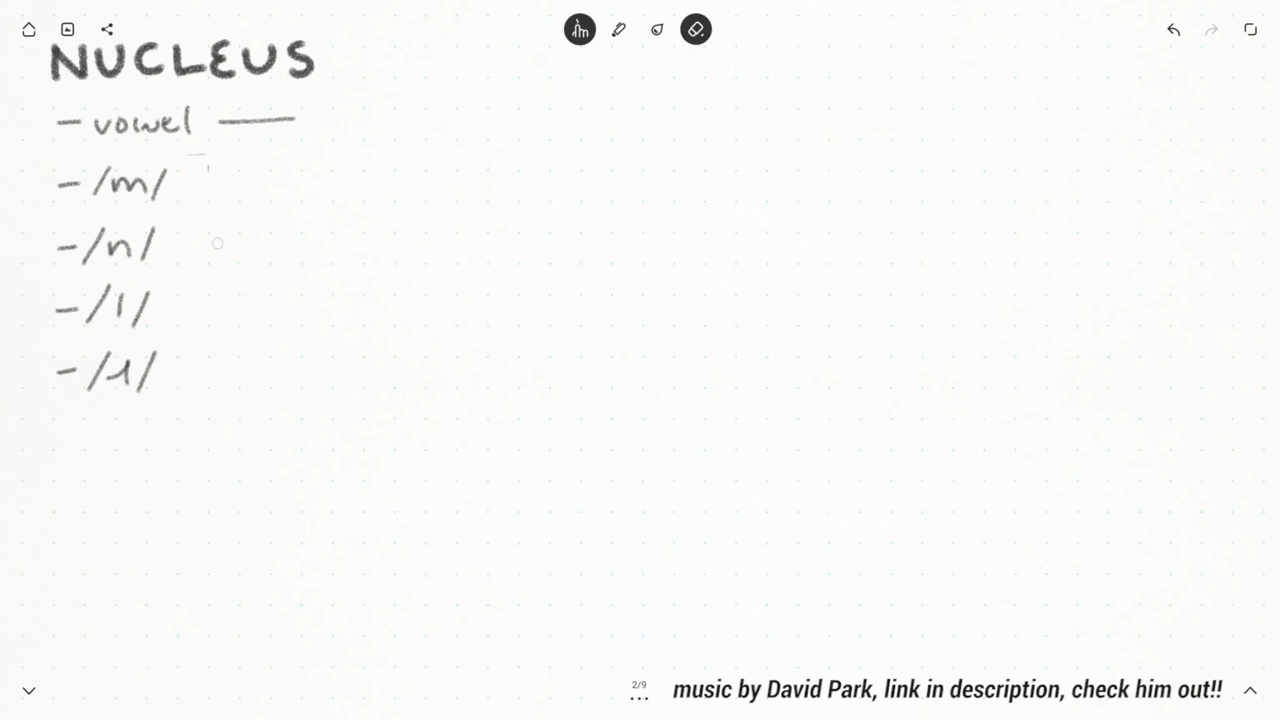 NUCLEUS
- vowel —
- /m/
- /n/
- /l/
- /ɹ/
2/9
music by David Park, link in description, check him out!!